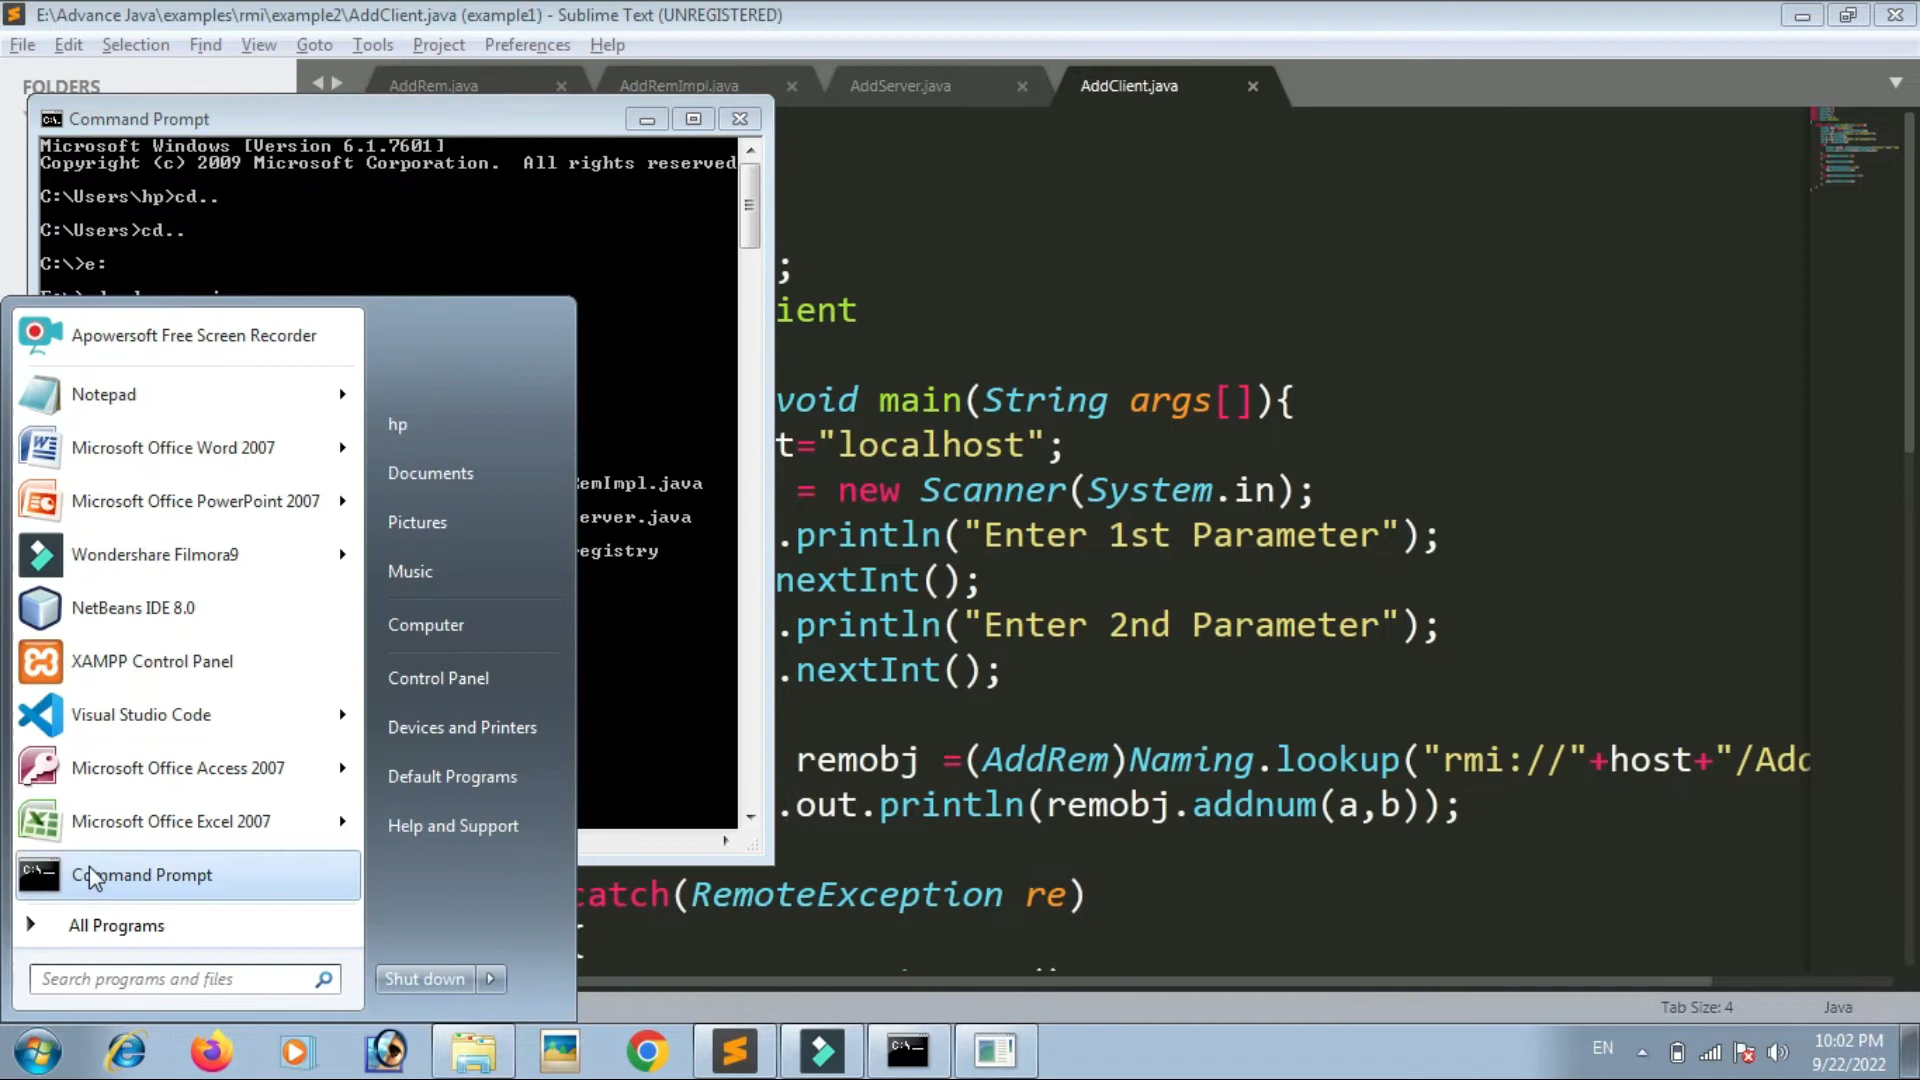 E:\Advance Java\examples\rmi\example2\AddClient.java (example1) - Sublime Text (UNREGISTERED)
File Edit Selection Find View Goto Tools Project Preferences Help
FOLDERS
AddRem.java
AddRemImpl.java
AddServer.java
AddClient.java
Command Prompt
Microsoft Windows [Version 6.1.7601]
Copyright (c) 2009 Microsoft Corporation. All rights reserved
C:\Users\hp>cd..
C:\Users>cd..
C:\>e:
emImpl.java
erver.java
egistry
Apowersoft Free Screen Recorder
Notepad
Microsoft Office Word 2007
Microsoft Office PowerPoint 2007
Wondershare Filmora9
NetBeans IDE 8.0
XAMPP Control Panel
Visual Studio Code
Microsoft Office Access 2007
Microsoft Office Excel 2007
Command Prompt
All Programs
Search programs and files
hp
Documents
Pictures
Music
Computer
Control Panel
Devices and Printers
Default Programs
Help and Support
Shut down
;
ient
void main(String args[]){
t="localhost";
= new Scanner(System.in);
.println("Enter 1st Parameter");
nextInt();
.println("Enter 2nd Parameter");
.nextInt();
remobj =(AddRem)Naming.lookup("rmi://"+host+"/Add
.out.println(remobj.addnum(a,b));
catch(RemoteException re)
{
Tab Size: 4
Java
EN
10:02 PM
9/22/2022